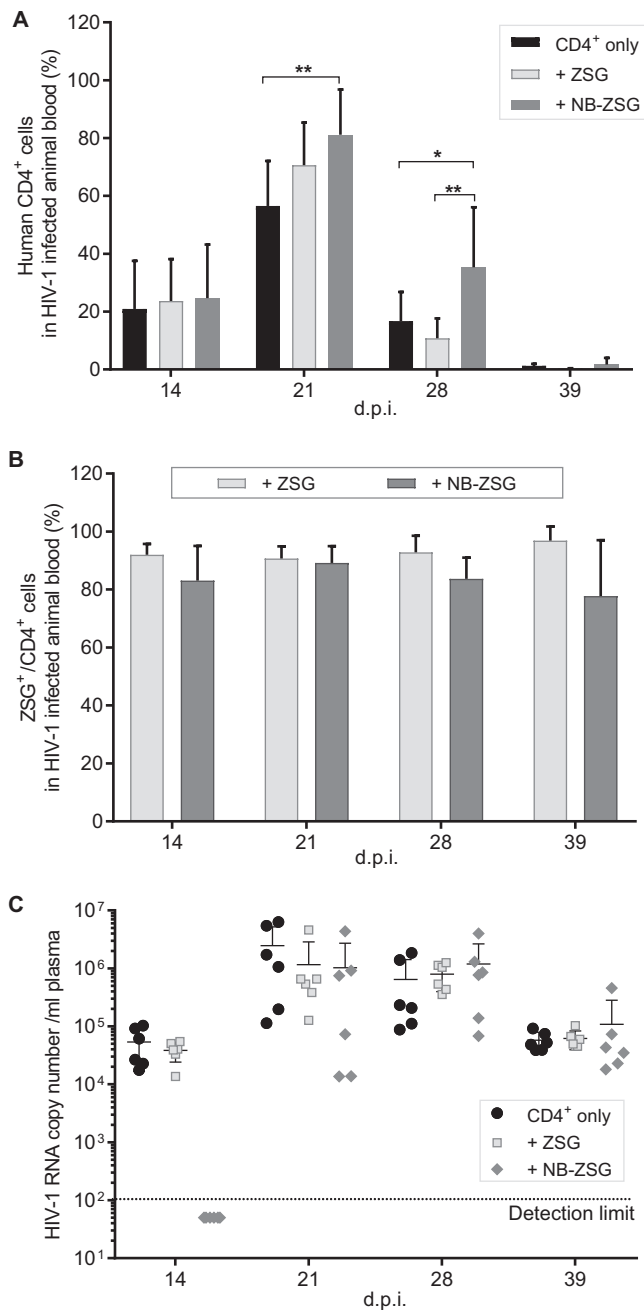 A
120
100
80
60
40
20
0
Human CD4⁺ cells
in HIV-1 infected animal blood (%)
**
*
**
CD4⁺ only
+ ZSG
+ NB-ZSG
14
21
28
39
d.p.i.
B
120
100
80
60
40
20
0
ZSG⁺/CD4⁺ cells
in HIV-1 infected animal blood (%)
+ ZSG
+ NB-ZSG
14
21
28
39
d.p.i.
C
10⁷
10⁶
10⁵
10⁴
10³
10²
10¹
HIV-1 RNA copy number /ml plasma
CD4⁺ only
+ ZSG
+ NB-ZSG
Detection limit
14
21
28
39
d.p.i.